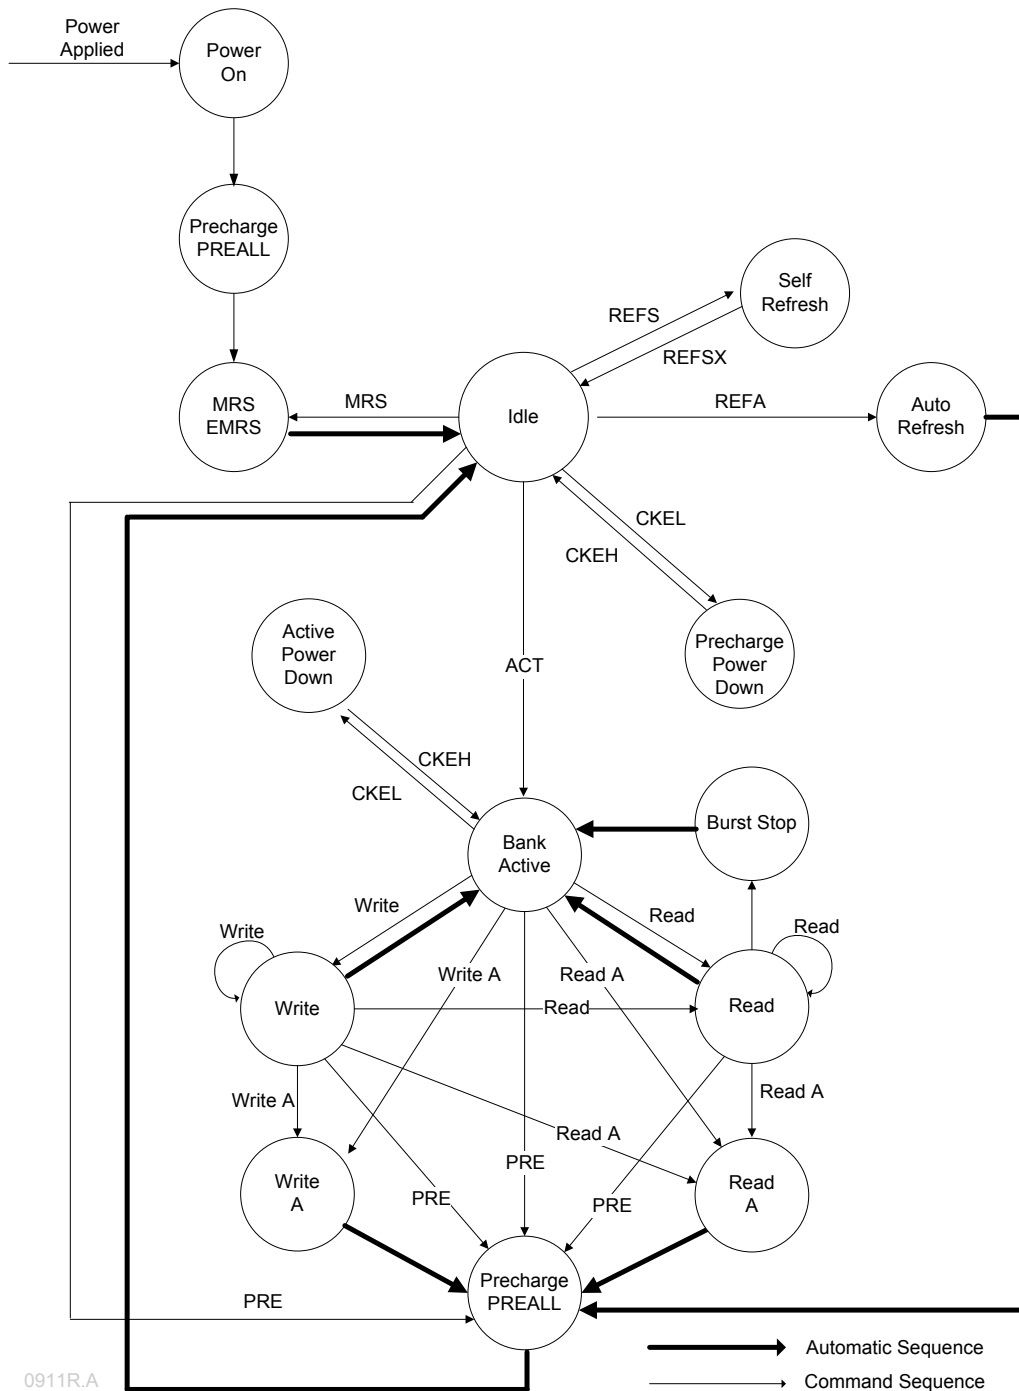 Power
Applied
Power
On
Precharge
PREALL
Self
Refresh
REFS
REFSX
MRS
EMRS
MRS
Idle
REFA
Auto
Refresh
CKEL
CKEH
Active
Power
Down
Precharge
Power
Down
ACT
CKEH
CKEL
Burst Stop
Bank
Active
Write
Read
Write
Read
Write A
Read A
Write
Read
Read
Write A
Read A
Read A
Write
A
PRE
PRE
PRE
Read
A
Precharge
PREALL
PRE
Automatic Sequence
Command Sequence
0911R.A